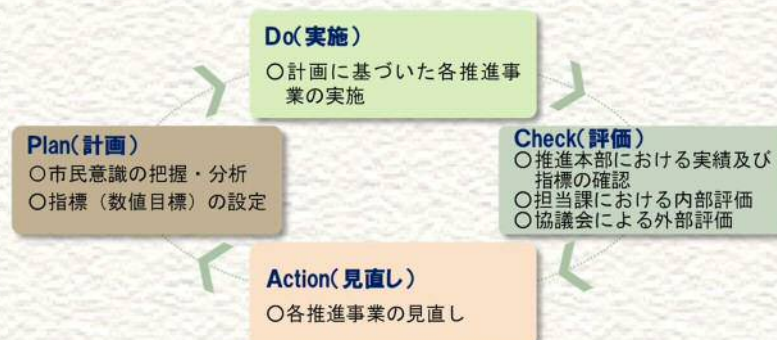 Do(実施)
○計画に基づいた各推進事
業の実施
Plan(計画)
○市民意識の把握・分析
○指標(数値目標)の設定
Check(評価)
○推進本部における実績及び
指標の確認
○担当課における内部評価
○協議会による外部評価
Action(見直し)
○各推進事業の見直し